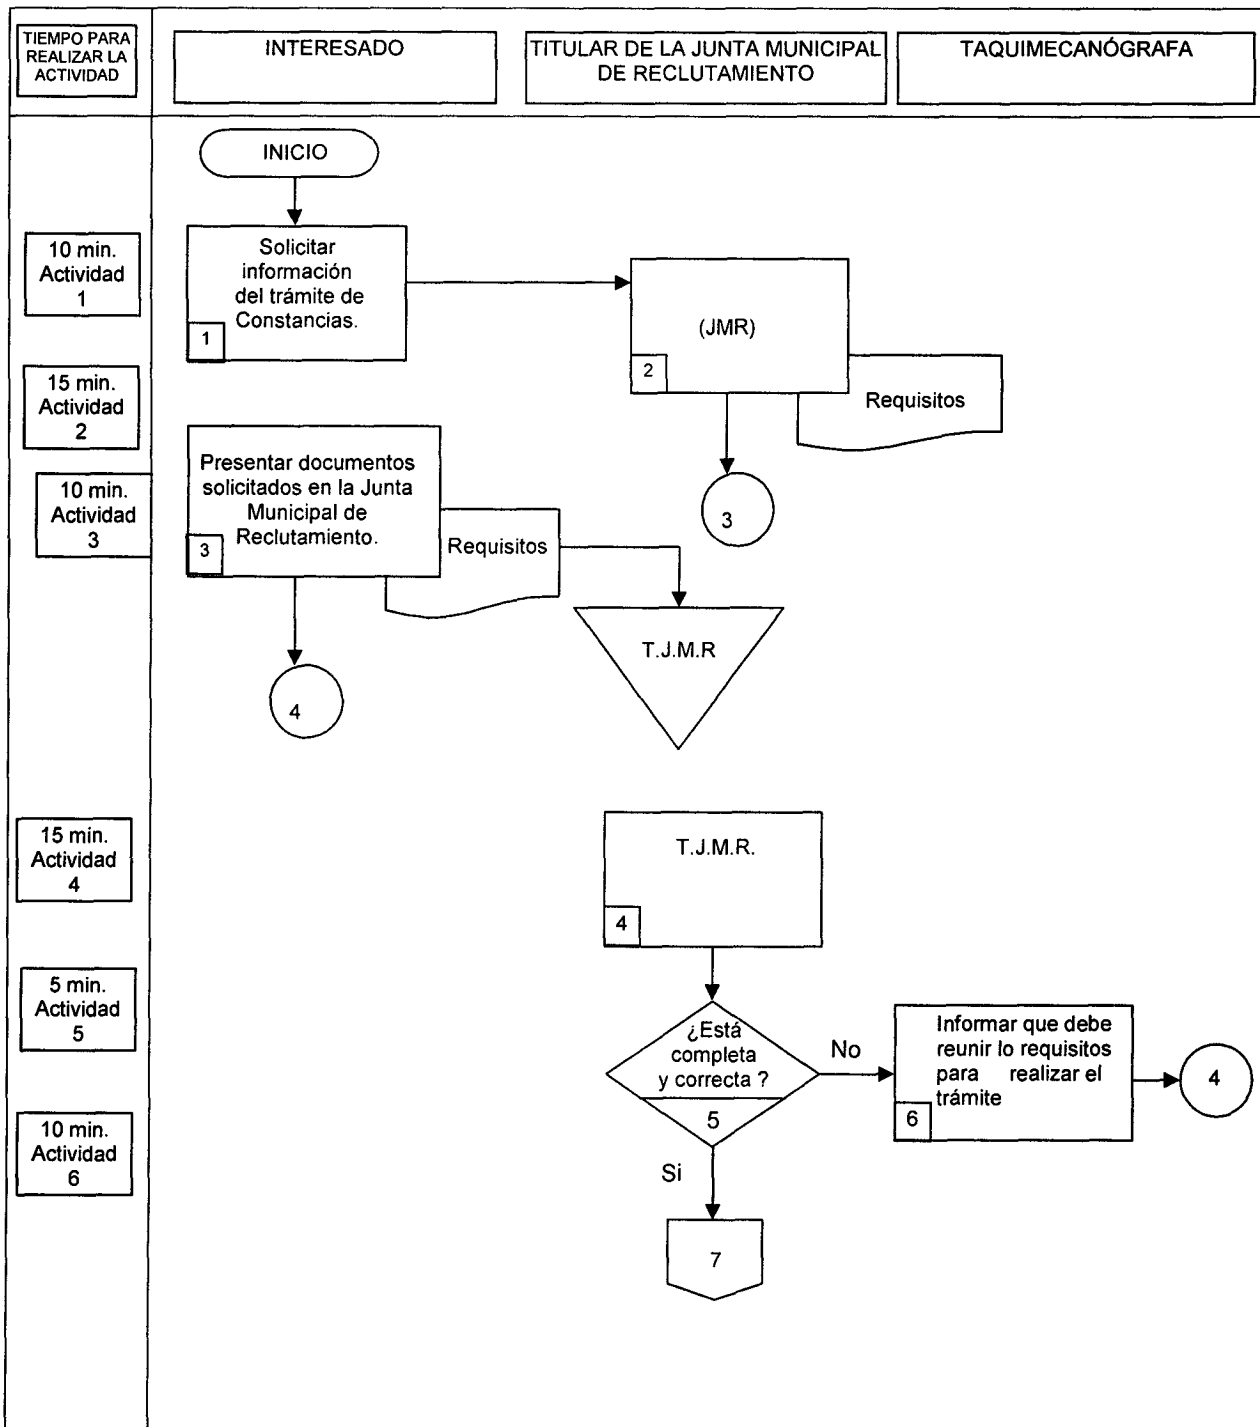 TIEMPO PARA
REALIZAR LA
ACTIVIDAD
INTERESADO
TITULAR DE LA JUNTA MUNICIPAL
DE RECLUTAMIENTO
TAQUIMECANÓGRAFA
INICIO
10 min.
Actividad
1
Solicitar
información
del trámite de
Constancias.
1
(JMR)
2
Requisitos
15 min.
Actividad
2
3
10 min.
Actividad
3
Presentar documentos
solicitados en la Junta
Municipal de
Reclutamiento.
3
Requisitos
T.J.M.R
4
15 min.
Actividad
4
T.J.M.R.
4
5 min.
Actividad
5
¿Está
completa
y correcta ?
5
No
Informar que debe
reunir lo requisitos
para realizar el
trámite
6
4
10 min.
Actividad
6
Si
7